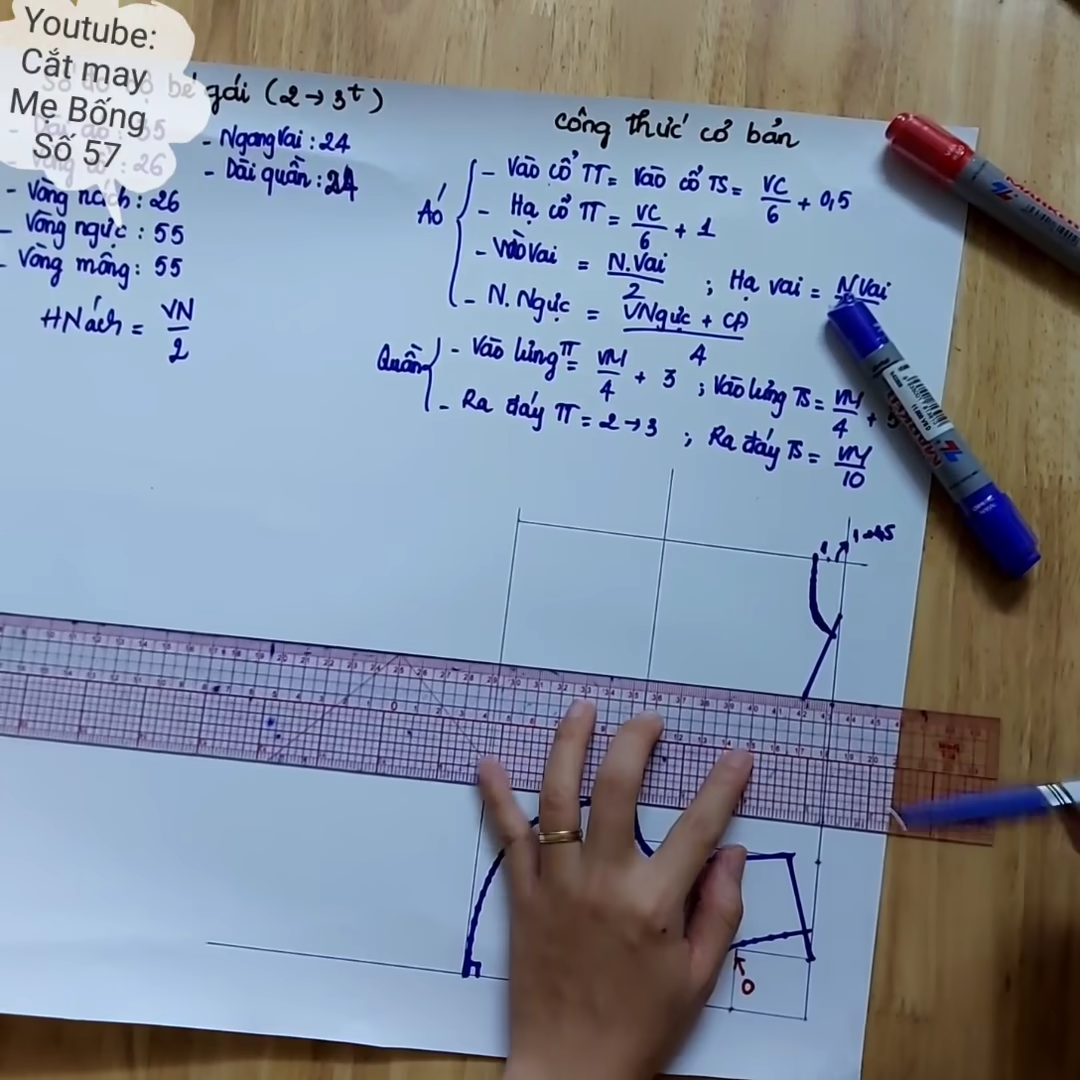 Youtube:
Cắt may
Mẹ Bống
Số 57
bé gái (2→3t)
- Vòng nách: 26
- Vòng ngực: 55
- Vòng mông: 55
HNách = VN/2
- Ngang vai: 24
- Dài quần: 24
Công thức cơ bản
Áo
- Vào cổ TT = Vào cổ TS = VC/6 + 0,5
- Hạ cổ TT = VC/6 + 1
- Vào Vai = N.Vai/2 ; Hạ vai = N Vai
- N. Ngực = VNgực + CĐ/4
Quần
- Vào lưng TT = VM/4 + 3 ; Vào lưng TS = VM/4 +
- Ra đáy TT = 2→3 ; Ra đáy TS = VM/10
0